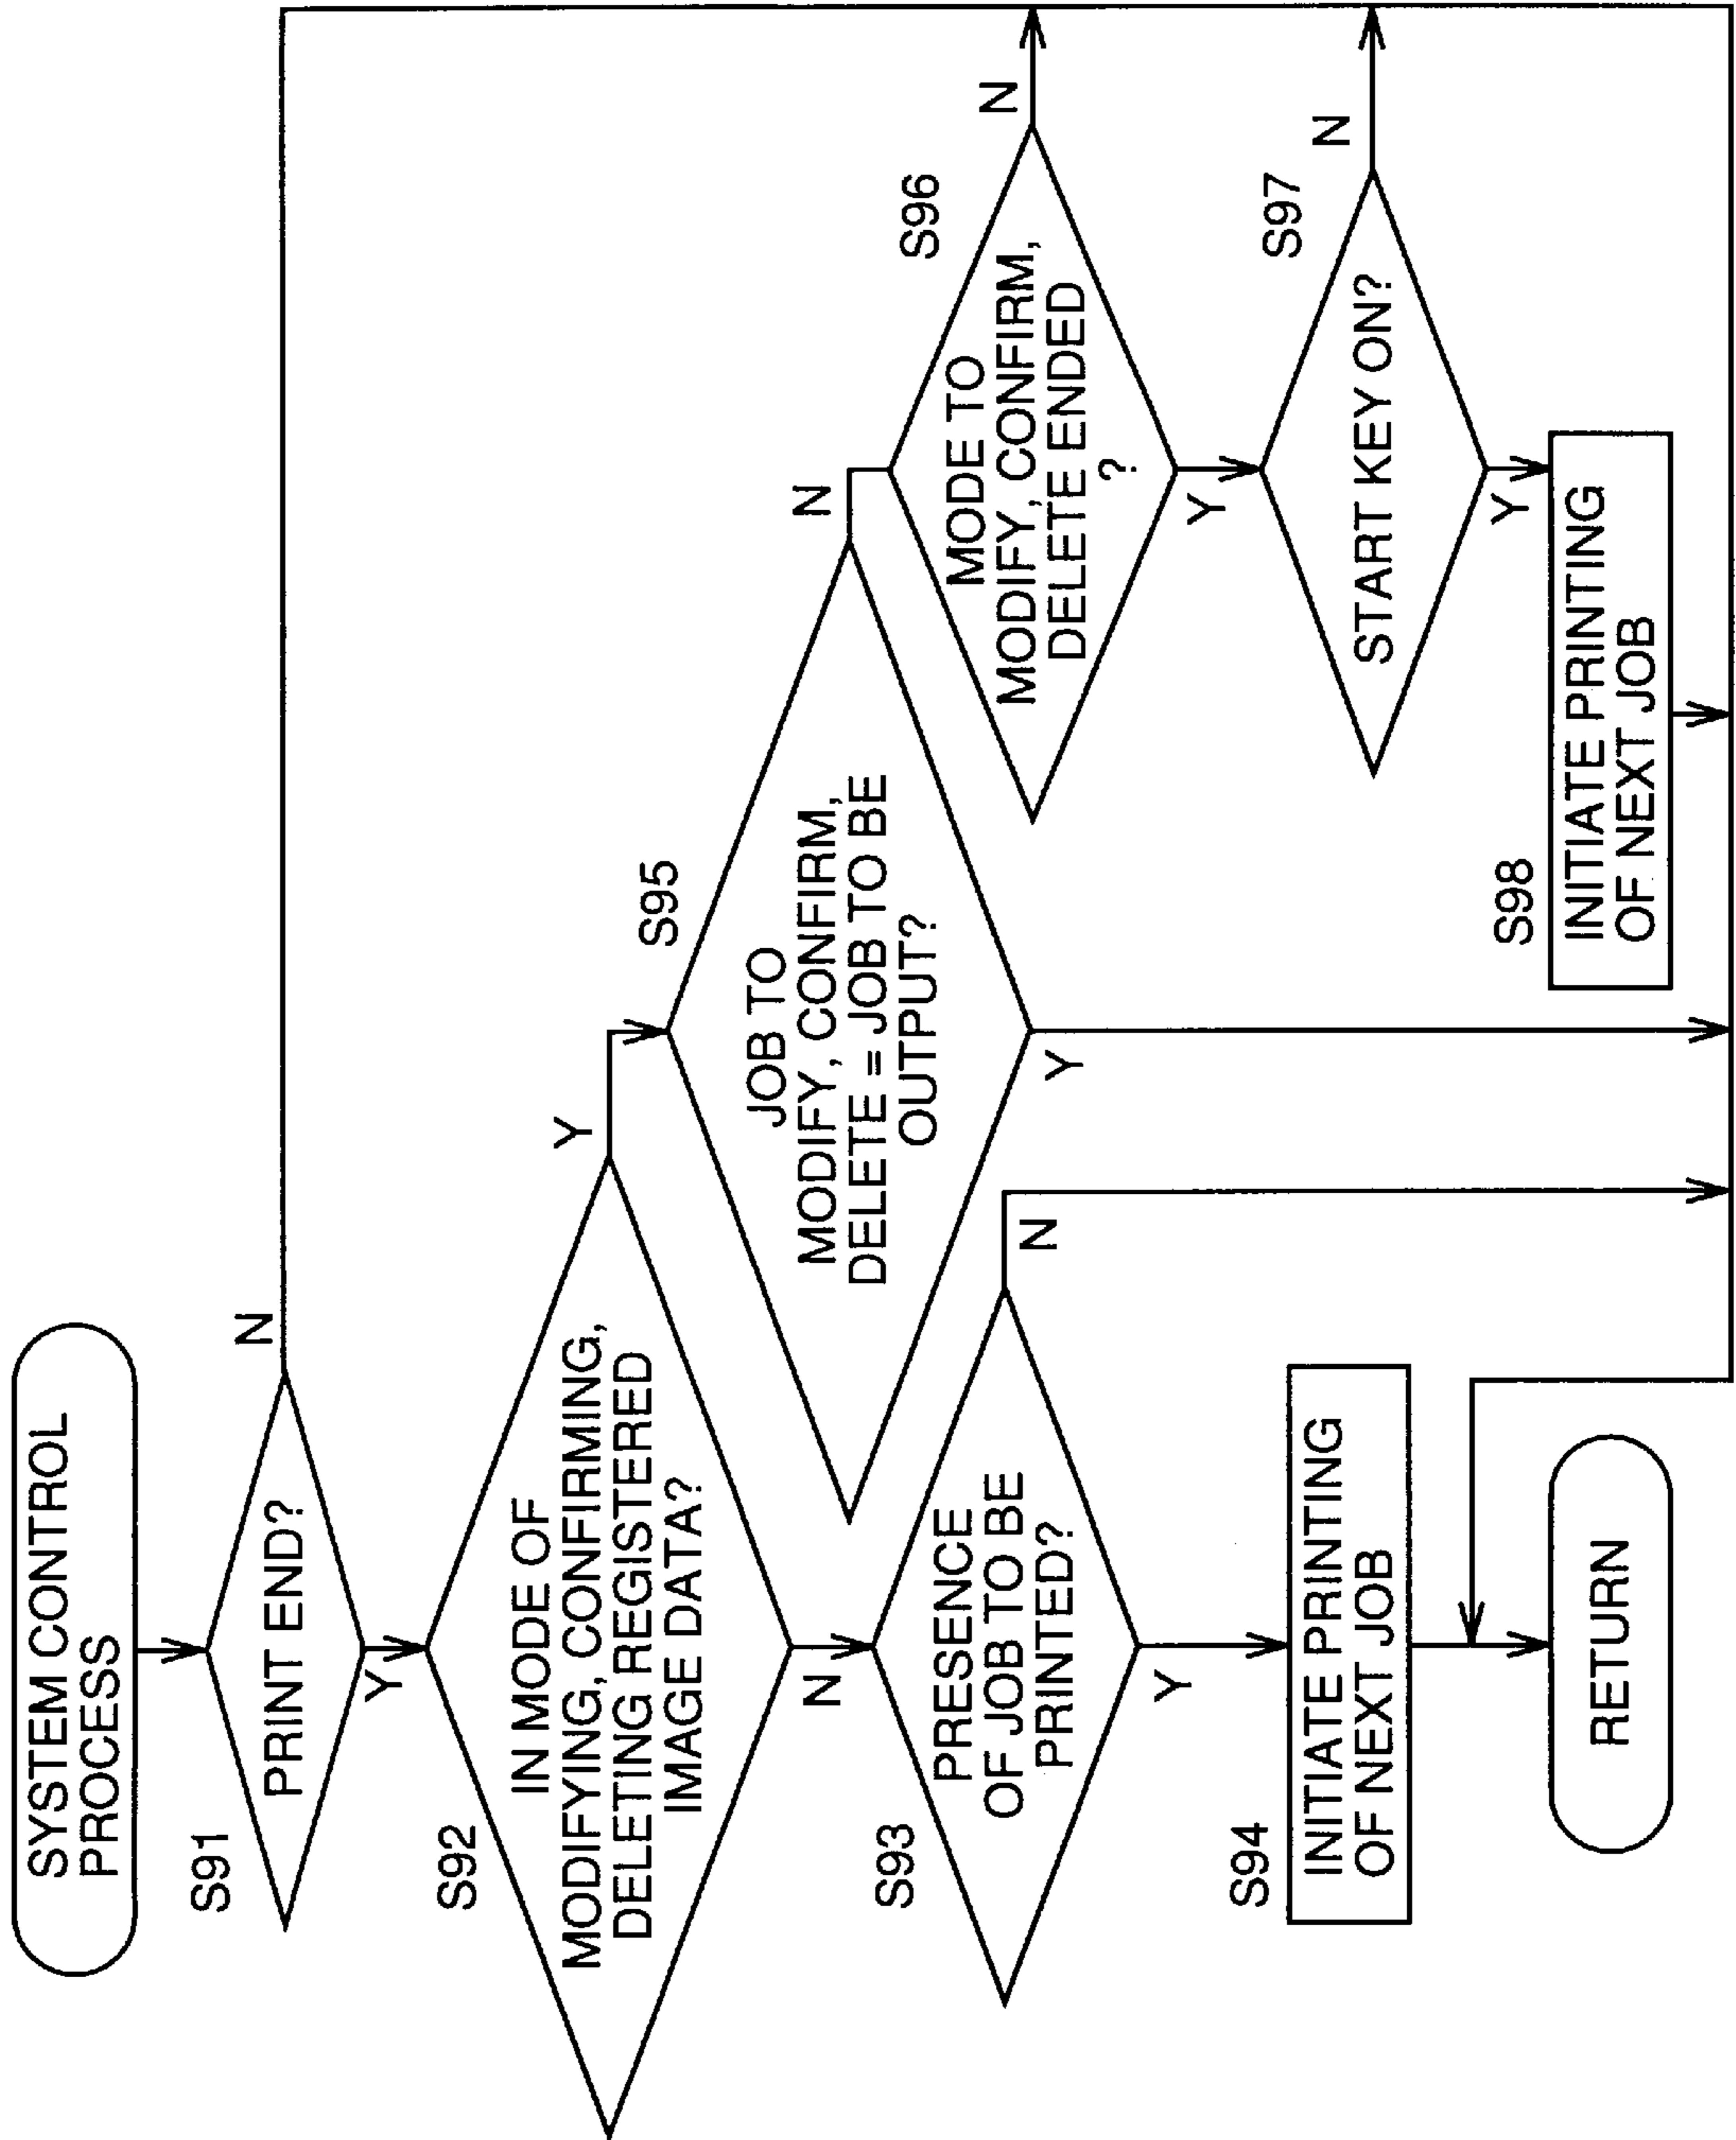 SYSTEM CONTROL
PROCESS
S91
PRINT END?
N
Y
S92
IN MODE OF
MODIFYING, CONFIRMING,
DELETING REGISTERED
IMAGE DATA?
Y
N
S93
PRESENCE
OF JOB TO BE
PRINTED?
N
Y
S94
INITIATE PRINTING
OF NEXT JOB
RETURN
S95
JOB TO
MODIFY, CONFIRM,
DELETE = JOB TO BE
OUTPUT?
N
Y
S96
MODE TO
MODIFY, CONFIRM,
DELETE ENDED
?
N
Y
S97
START KEY ON?
N
Y
S98
INITIATE PRINTING
OF NEXT JOB